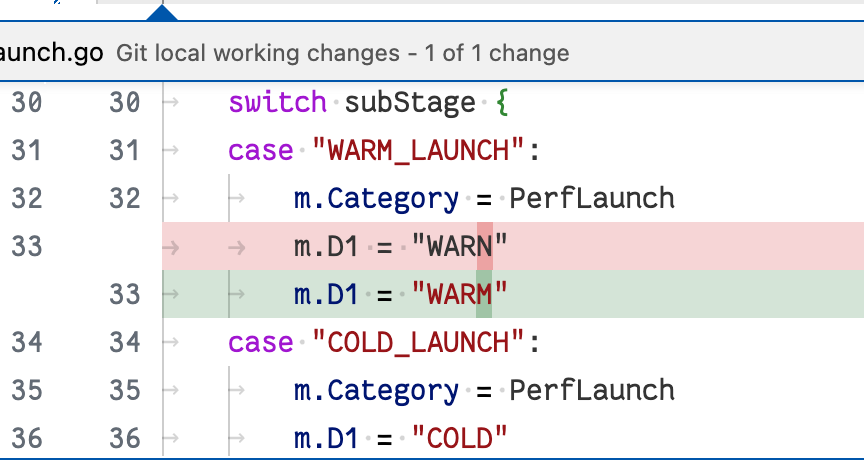 aunch.go Git local working changes - 1 of 1 change
30 30 switch subStage {
31 31 case "WARM_LAUNCH":
32 32 m.Category = PerfLaunch
33 m.D1 = "WARN"
33 m.D1 = "WARM"
34 34 case "COLD_LAUNCH":
35 35 m.Category = PerfLaunch
36 36 m.D1 = "COLD"